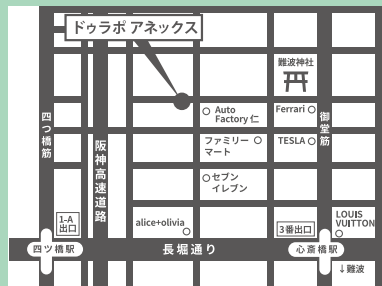 ドゥラポ アネックス
難波神社
四つ橋筋
阪神高速道路
Auto
Factory 仁
Ferrari
御堂筋
ファミリー
マート
TESLA
セブン
イレブン
1-A
出口
alice+olivia
3番出口
LOUIS
VUITTON
四ツ橋駅
長堀通り
心斎橋駅
↓難波